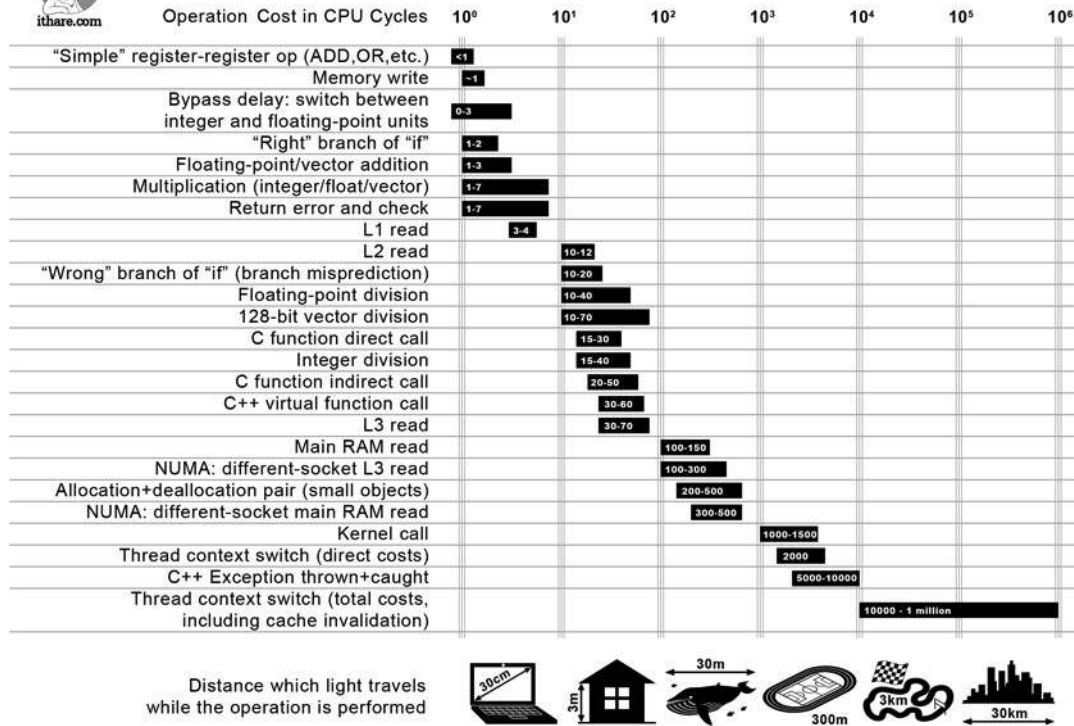 ithare.com
Operation Cost in CPU Cycles 10⁰ 10¹ 10² 10³ 10⁴ 10⁵ 10⁶
“Simple” register-register op (ADD,OR,etc.) <1
Memory write ~1
Bypass delay: switch between
integer and floating-point units 0-3
“Right” branch of “if” 1-2
Floating-point/vector addition 1-3
Multiplication (integer/float/vector) 1-7
Return error and check 1-7
L1 read 3-4
L2 read 10-12
“Wrong” branch of “if” (branch misprediction) 10-20
Floating-point division 10-40
128-bit vector division 10-70
C function direct call 15-30
Integer division 15-40
C function indirect call 20-50
C++ virtual function call 30-60
L3 read 30-70
Main RAM read 100-150
NUMA: different-socket L3 read 100-300
Allocation+deallocation pair (small objects) 200-500
NUMA: different-socket main RAM read 300-500
Kernel call 1000-1500
Thread context switch (direct costs) 2000
C++ Exception thrown+caught 5000-10000
Thread context switch (total costs,
including cache invalidation) 10000 - 1 million
Distance which light travels
while the operation is performed
30cm
3m
30m
300m
3km
30km